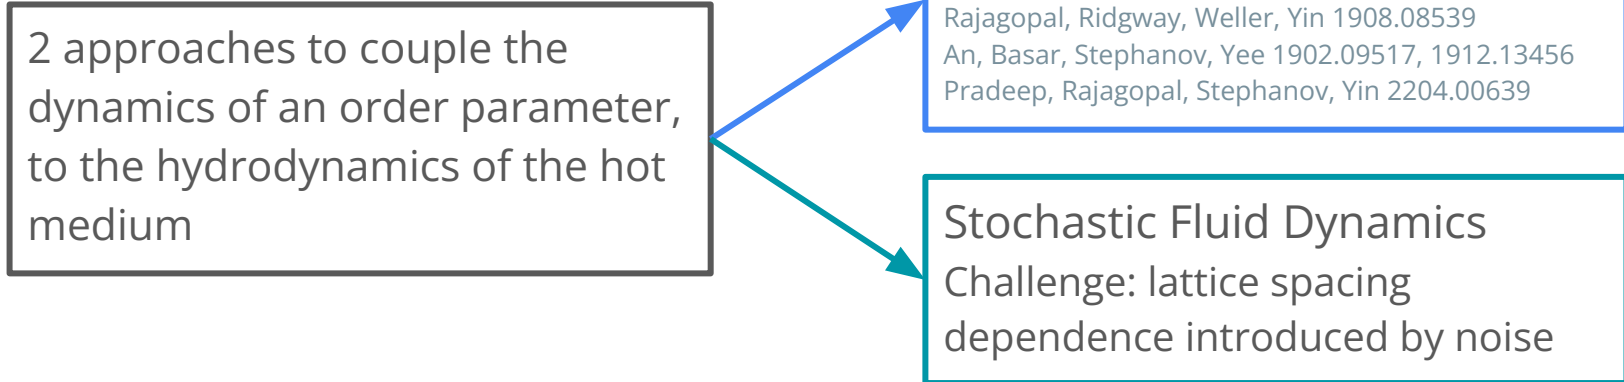 2 approaches to couple the
dynamics of an order parameter,
to the hydrodynamics of the hot
medium
Rajagopal, Ridgway, Weller, Yin 1908.08539
An, Basar, Stephanov, Yee 1902.09517, 1912.13456
Pradeep, Rajagopal, Stephanov, Yin 2204.00639
Stochastic Fluid Dynamics
Challenge: lattice spacing
dependence introduced by noise